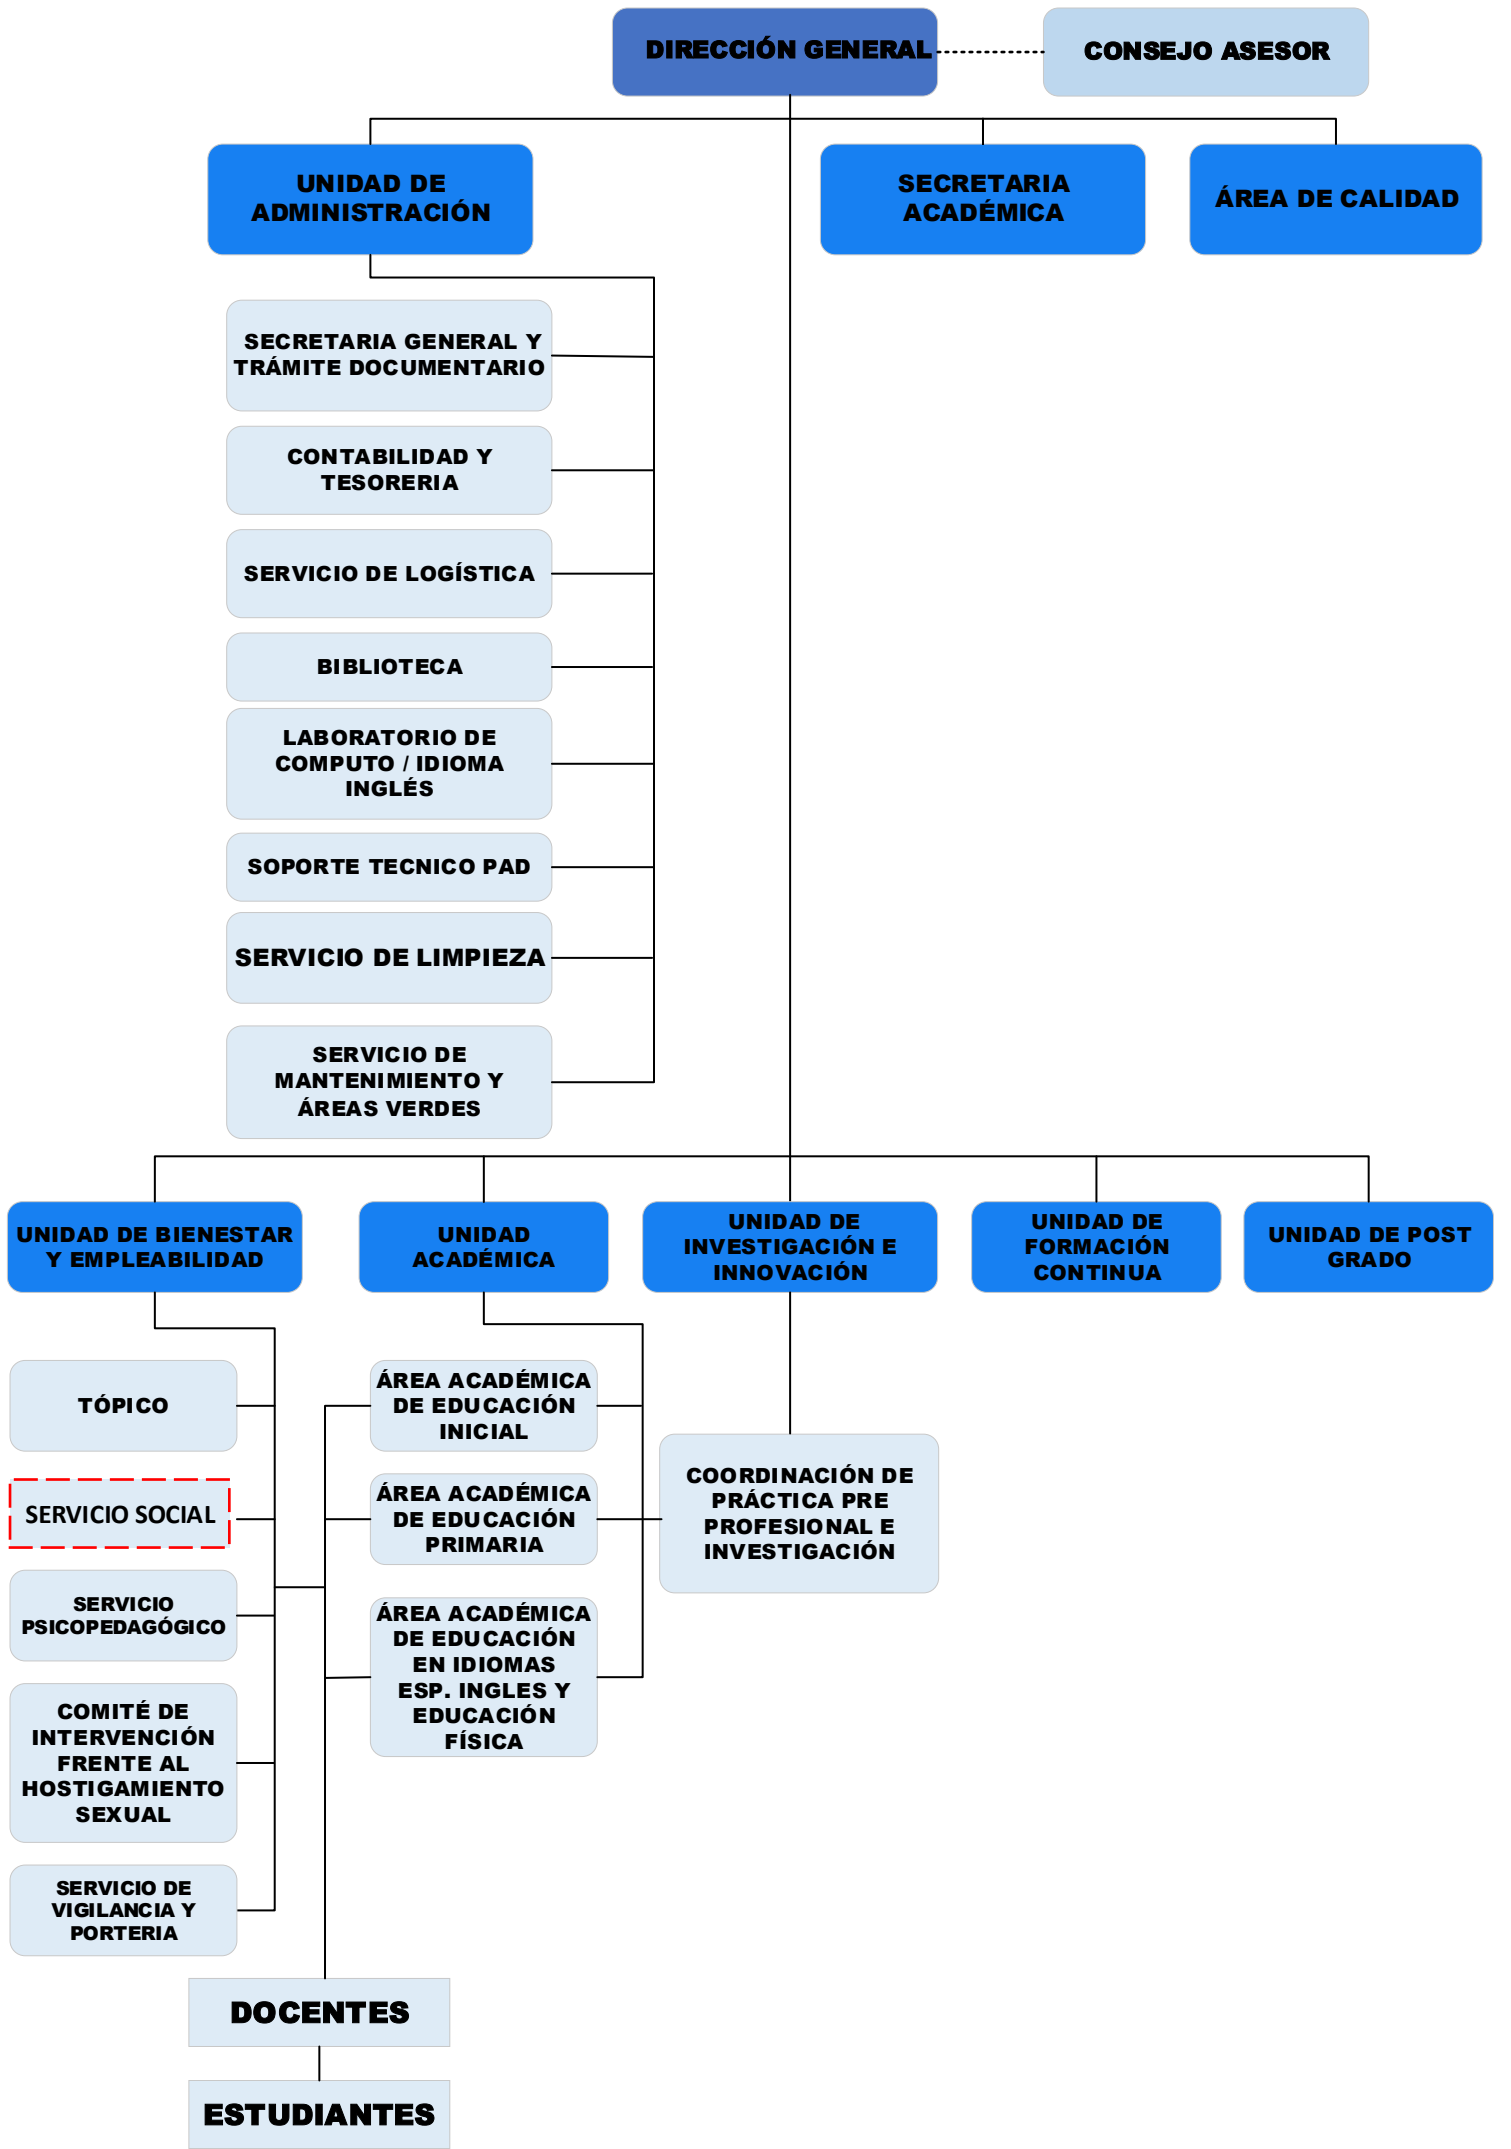 DIRECCIÓN GENERAL
CONSEJO ASESOR
UNIDAD DE
ADMINISTRACIÓN
SECRETARIA
ACADÉMICA
ÁREA DE CALIDAD
SECRETARIA GENERAL Y
TRÁMITE DOCUMENTARIO
CONTABILIDAD Y
TESORERIA
SERVICIO DE LOGÍSTICA
BIBLIOTECA
LABORATORIO DE
COMPUTO / IDIOMA
INGLÉS
SOPORTE TECNICO PAD
SERVICIO DE LIMPIEZA
SERVICIO DE
MANTENIMIENTO Y
ÁREAS VERDES
UNIDAD DE BIENESTAR
Y EMPLEABILIDAD
UNIDAD
ACADÉMICA
UNIDAD DE
INVESTIGACIÓN E
INNOVACIÓN
UNIDAD DE
FORMACIÓN
CONTINUA
UNIDAD DE POST
GRADO
TÓPICO
SERVICIO SOCIAL
SERVICIO
PSICOPEDAGÓGICO
COMITÉ DE
INTERVENCIÓN
FRENTE AL
HOSTIGAMIENTO
SEXUAL
SERVICIO DE
VIGILANCIA Y
PORTERIA
ÁREA ACADÉMICA
DE EDUCACIÓN
INICIAL
ÁREA ACADÉMICA
DE EDUCACIÓN
PRIMARIA
ÁREA ACADÉMICA
DE EDUCACIÓN
EN IDIOMAS
ESP. INGLES Y
EDUCACIÓN
FÍSICA
COORDINACIÓN DE
PRÁCTICA PRE
PROFESIONAL E
INVESTIGACIÓN
DOCENTES
ESTUDIANTES